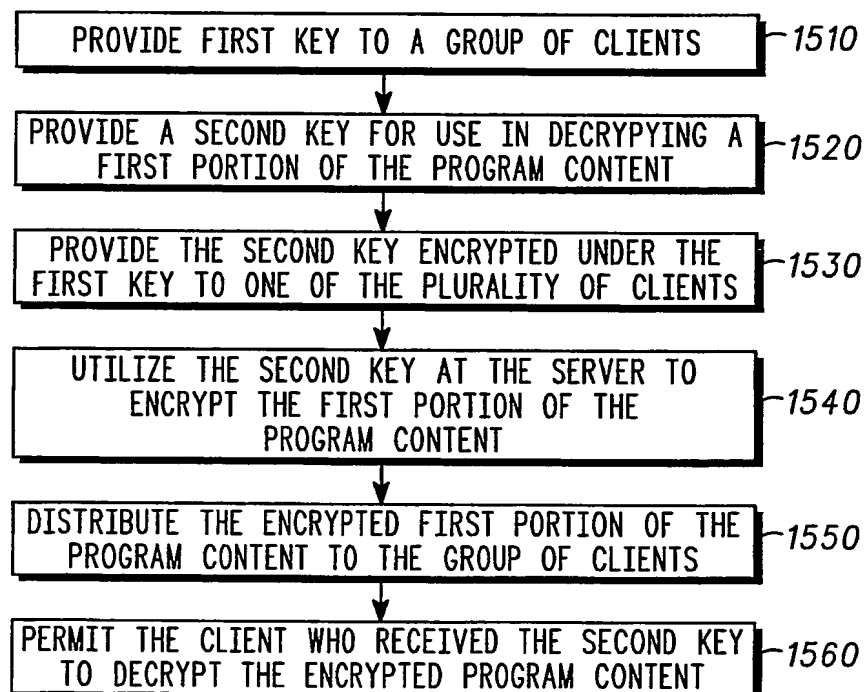 PROVIDE FIRST KEY TO A GROUP OF CLIENTS
1510
PROVIDE A SECOND KEY FOR USE IN DECRYPYING A
FIRST PORTION OF THE PROGRAM CONTENT
1520
PROVIDE THE SECOND KEY ENCRYPTED UNDER THE
FIRST KEY TO ONE OF THE PLURALITY OF CLIENTS
1530
UTILIZE THE SECOND KEY AT THE SERVER TO
ENCRYPT THE FIRST PORTION OF THE
PROGRAM CONTENT
1540
DISTRIBUTE THE ENCRYPTED FIRST PORTION OF THE
PROGRAM CONTENT TO THE GROUP OF CLIENTS
1550
PERMIT THE CLIENT WHO RECEIVED THE SECOND KEY
TO DECRYPT THE ENCRYPTED PROGRAM CONTENT
1560